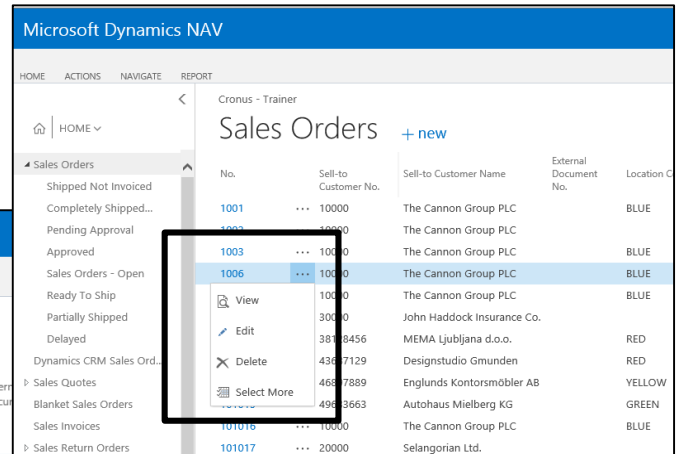 Microsoft Dynamics NAV
HOME ACTIONS NAVIGATE REPORT
Cronus - Trainer
HOME
Sales Orders + new
Sales Orders
Shipped Not Invoiced
Completely Shipped...
Pending Approval
Approved
Sales Orders - Open
Ready To Ship
Partially Shipped
Delayed
Dynamics CRM Sales Ord...
Sales Quotes
Blanket Sales Orders
Sales Invoices
Sales Return Orders
No. Sell-to Customer No. Sell-to Customer Name External Document No. Location
1001 ... 10000 The Cannon Group PLC BLUE
... The Cannon Group PLC
1003 ... The Cannon Group PLC BLUE
1006 ... The Cannon Group PLC BLUE
The Cannon Group PLC BLUE
John Haddock Insurance Co.
MEMA Ljubljana d.o.o. RED
Designstudio Gmunden RED
Englunds Kontorsmöbler AB YELLOW
Autohaus Mielberg KG GREEN
101016 ... 10000 The Cannon Group PLC BLUE
101017 ... 20000 Selangorian Ltd.
View
Edit
Delete
Select More